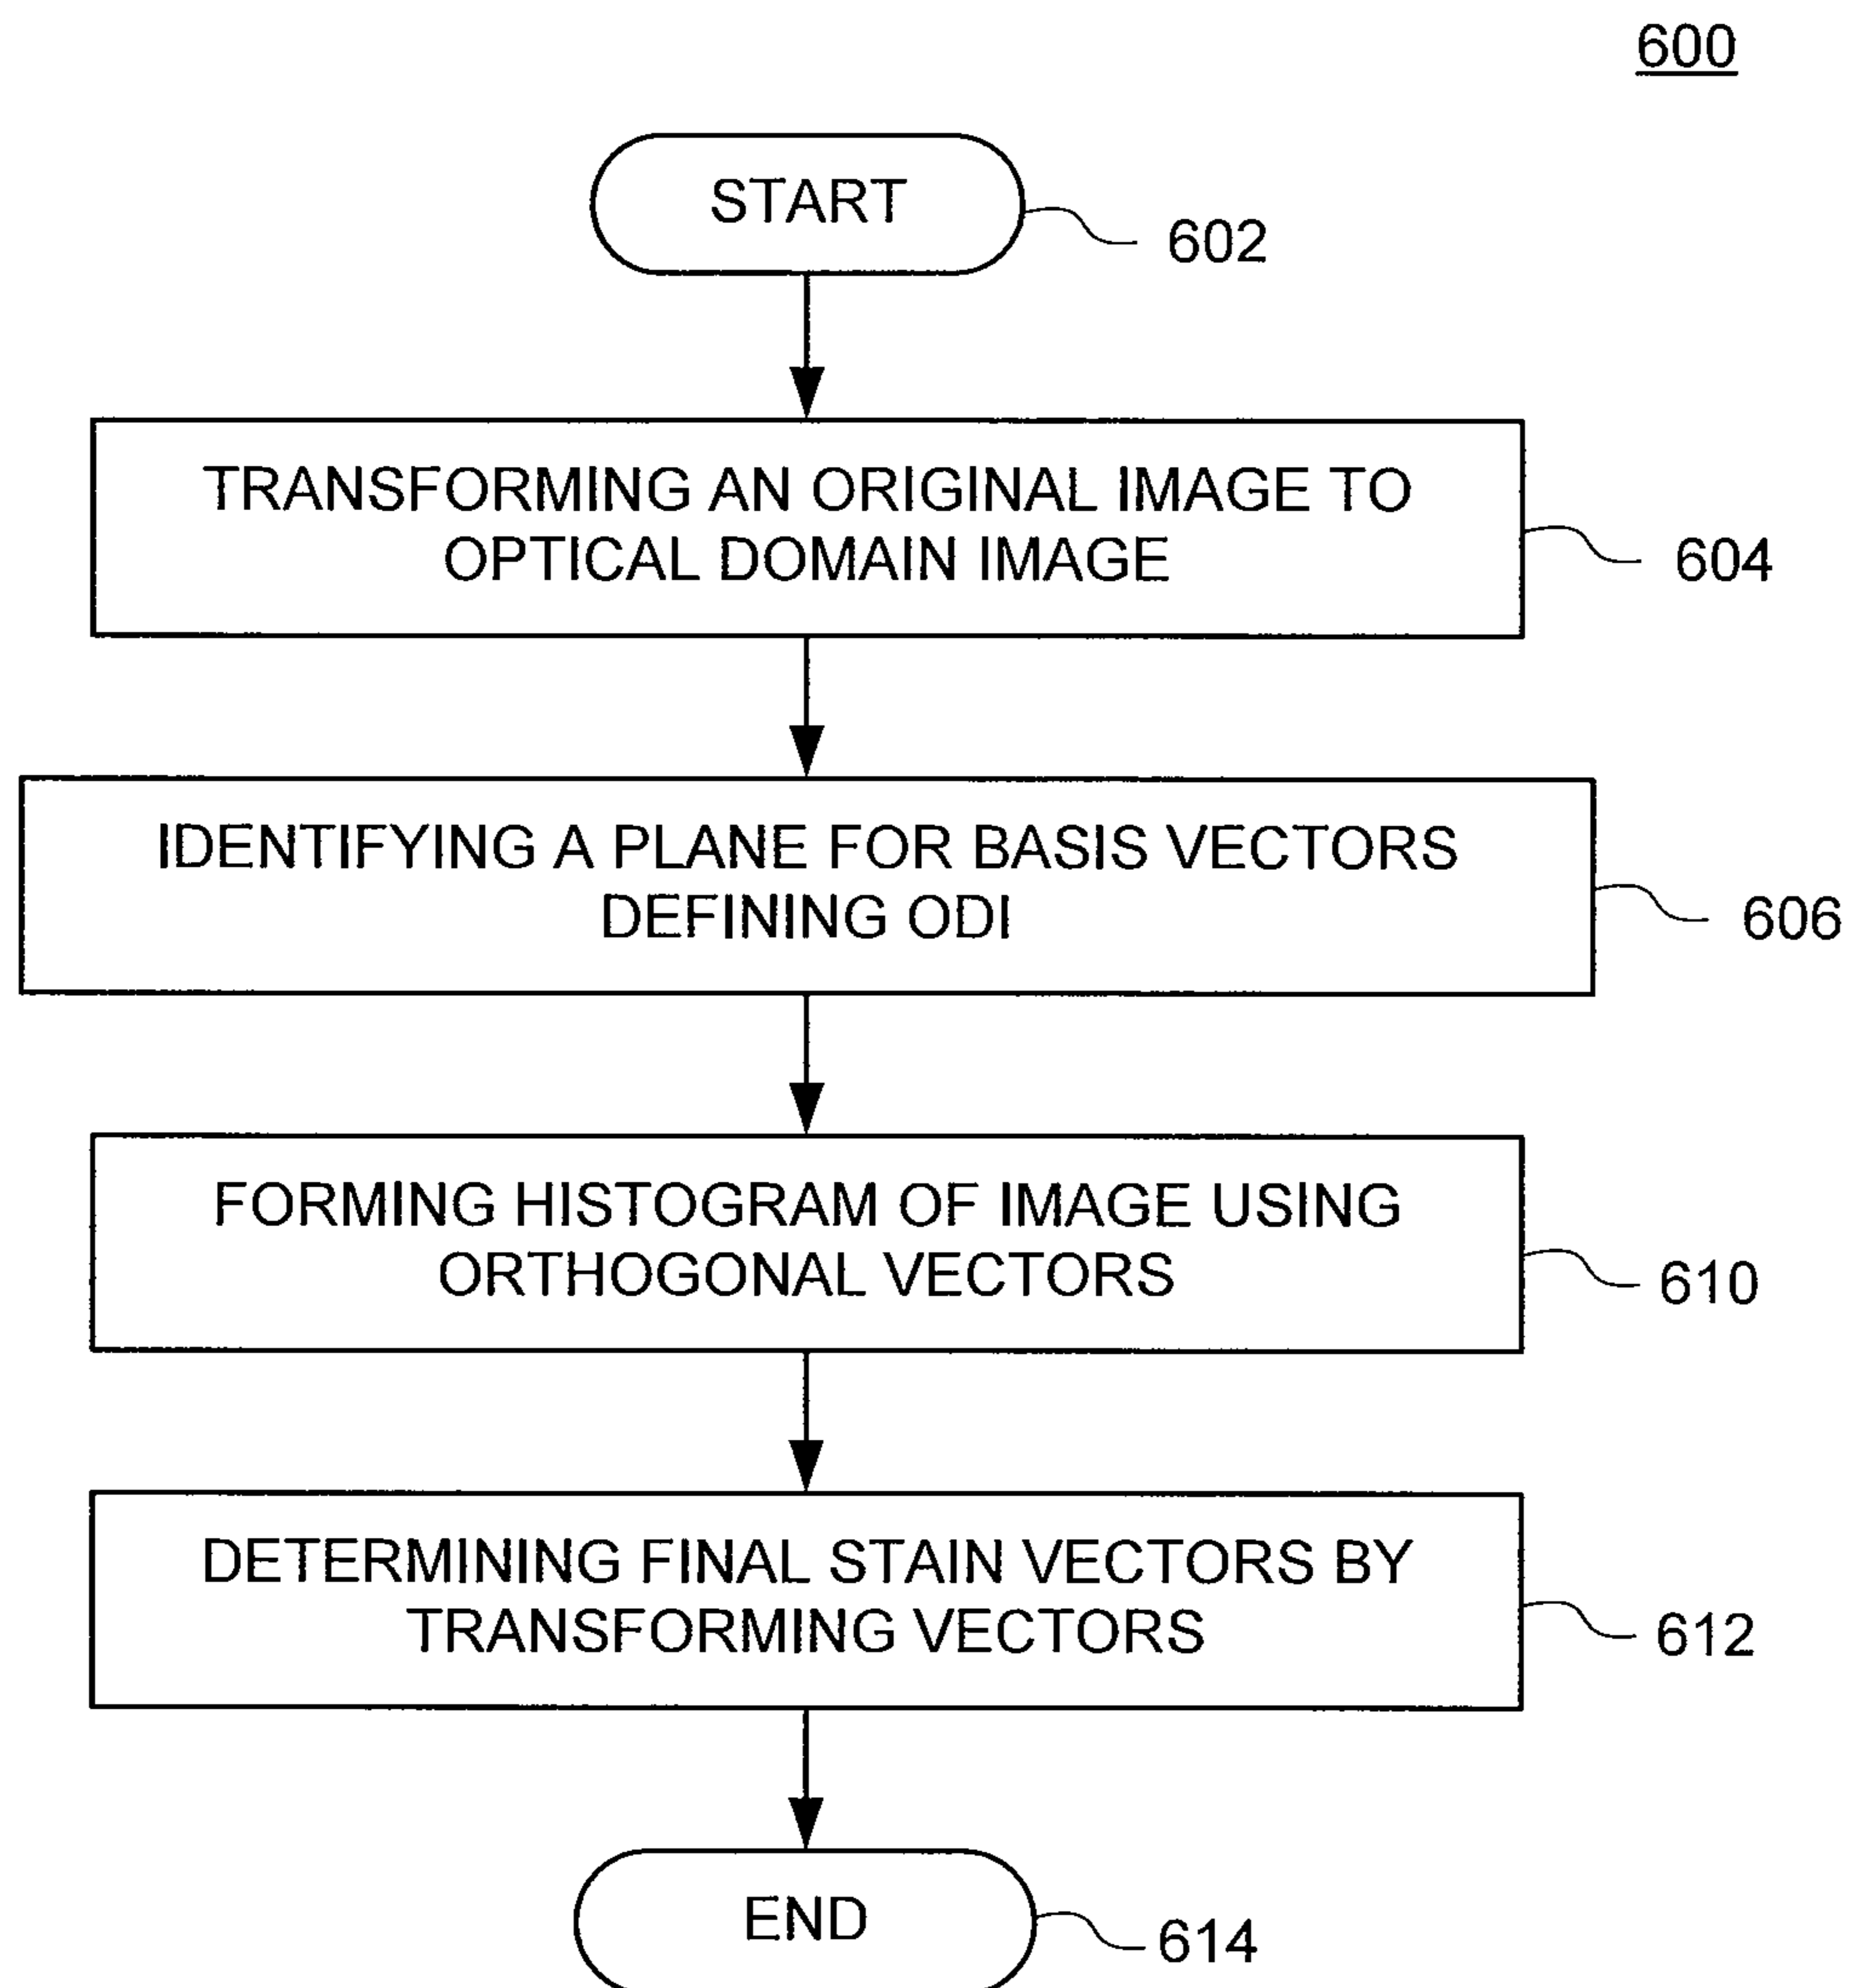 600
START
602
TRANSFORMING AN ORIGINAL IMAGE TO
OPTICAL DOMAIN IMAGE
604
IDENTIFYING A PLANE FOR BASIS VECTORS
DEFINING ODI
606
FORMING HISTOGRAM OF IMAGE USING
ORTHOGONAL VECTORS
610
DETERMINING FINAL STAIN VECTORS BY
TRANSFORMING VECTORS
612
END
614